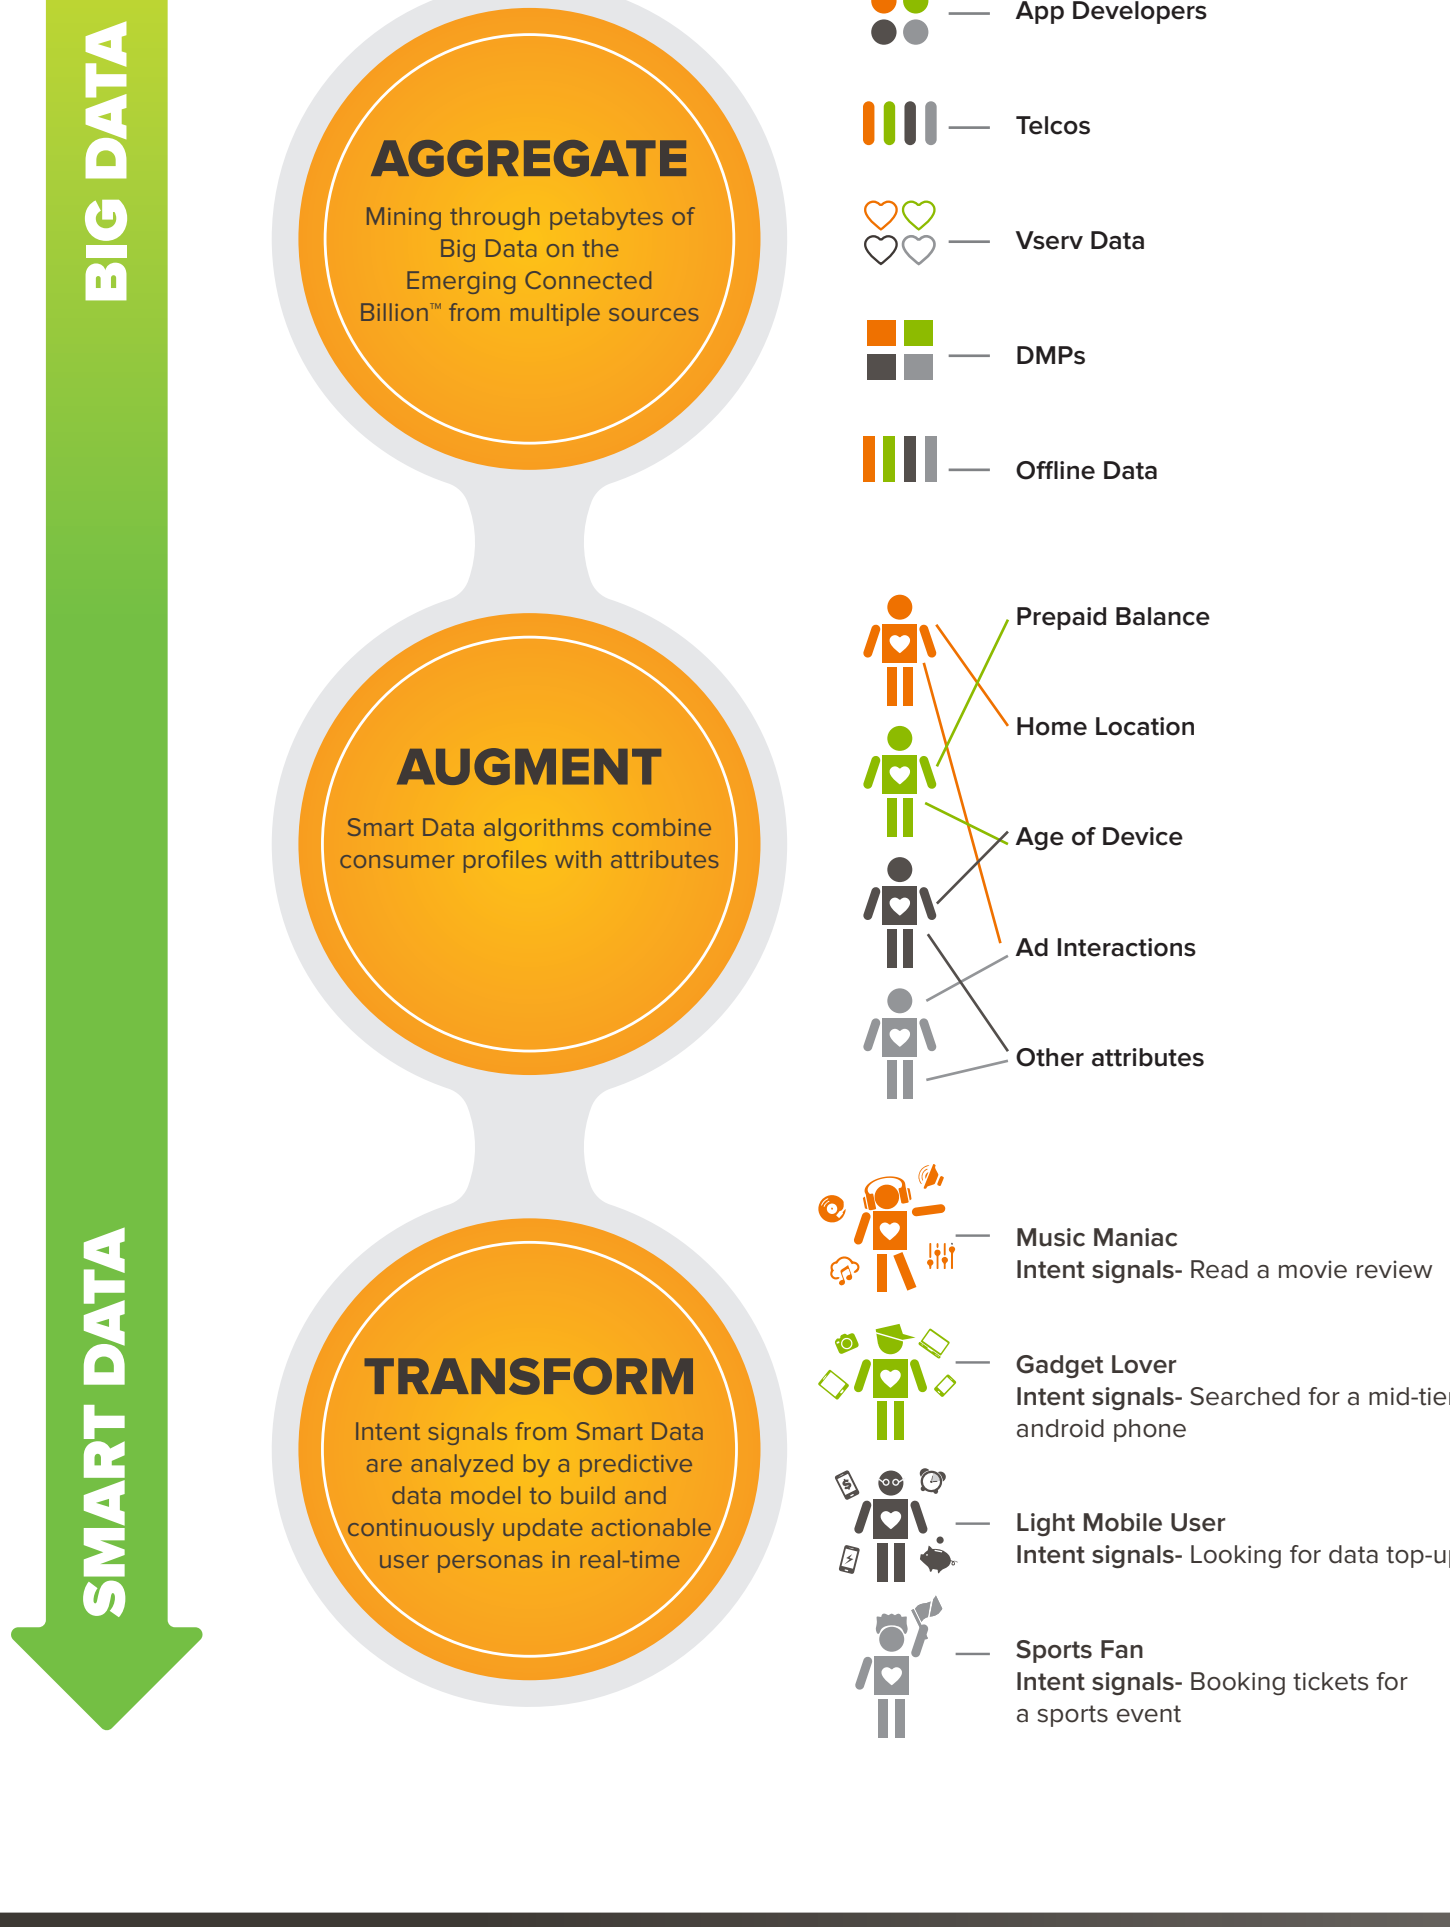 BIG DATA
SMART DATA
AGGREGATE
Mining through petabytes of
Big Data on the
Emerging Connected
Billion™ from multiple sources
App Developers
Telcos
Vserv Data
DMPs
Offline Data
AUGMENT
Smart Data algorithms combine
consumer profiles with attributes
Prepaid Balance
Home Location
Age of Device
Ad Interactions
Other attributes
TRANSFORM
Intent signals from Smart Data
are analyzed by a predictive
data model to build and
continuously update actionable
user personas in real-time
Music Maniac
Intent signals- Read a movie review
Gadget Lover
Intent signals- Searched for a mid-tier
android phone
Light Mobile User
Intent signals- Looking for data top-up
Sports Fan
Intent signals- Booking tickets for
a sports event